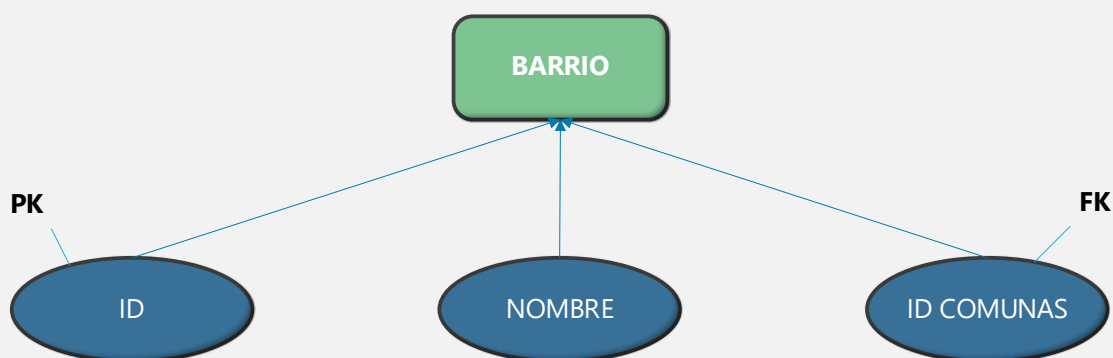 BARRIO
PK
FK
ID
NOMBRE
ID COMUNAS